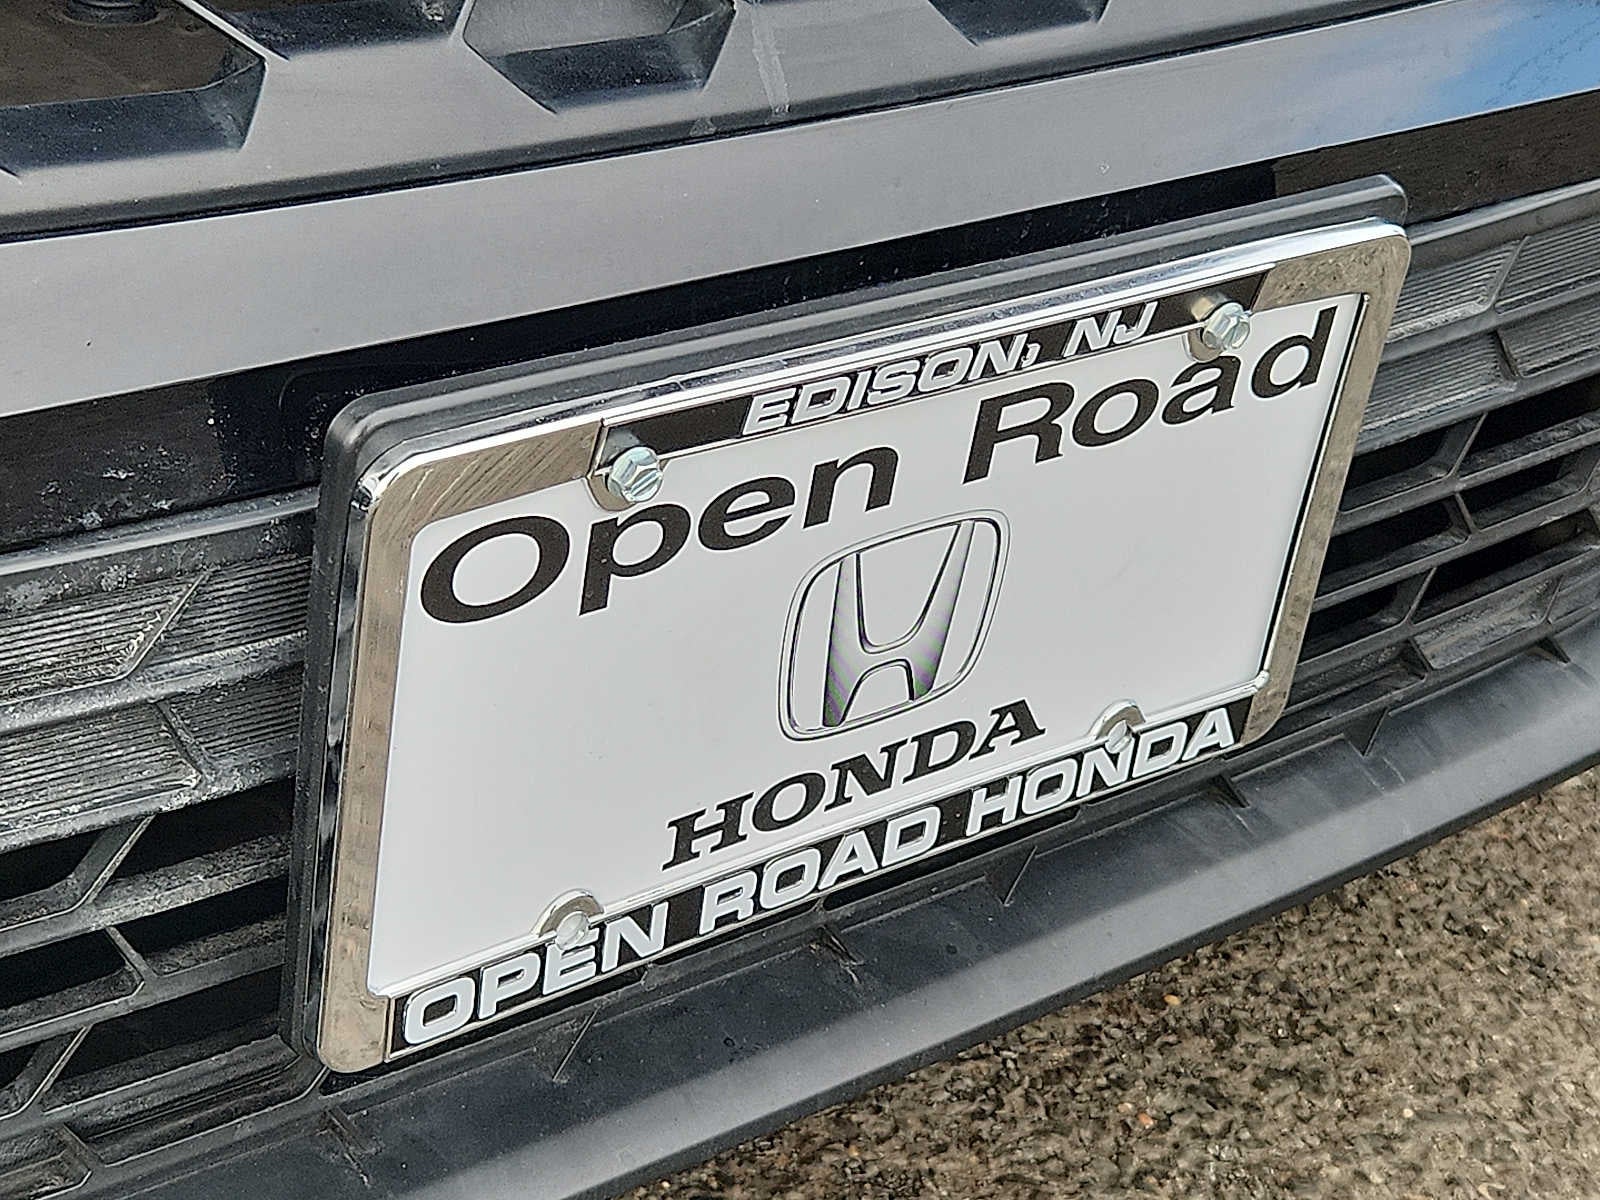 EDISON, NJ
Open Road
HONDA
OPEN ROAD HONDA